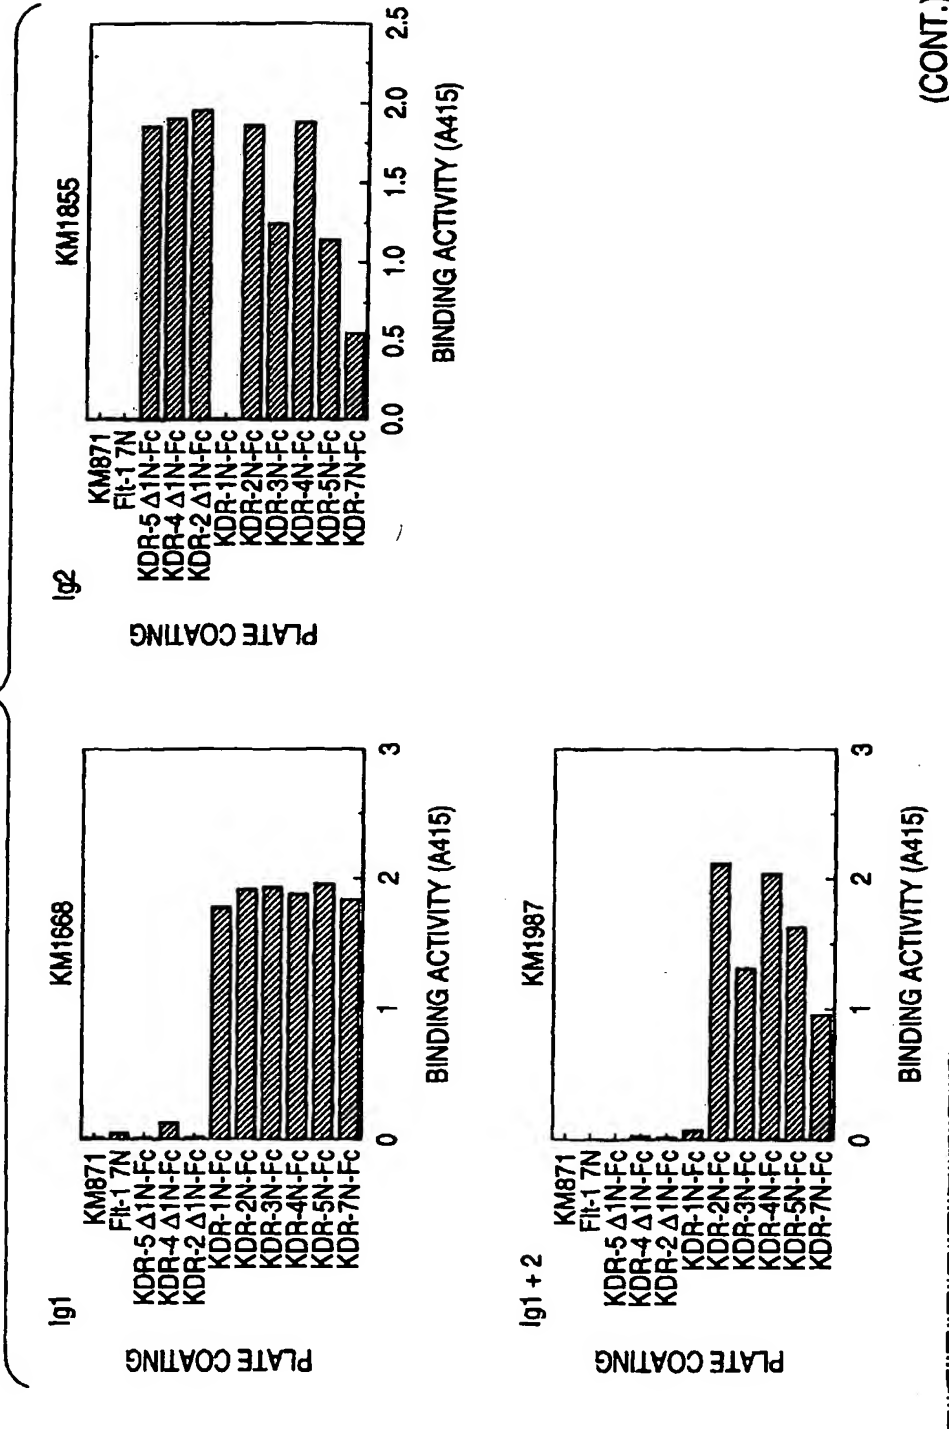 Ig1
KM1668
PLATE COATING
KM871
Flt-1 7N
KDR-5 Δ1N-Fc
KDR-4 Δ1N-Fc
KDR-2 Δ1N-Fc
KDR-1N-Fc
KDR-2N-Fc
KDR-3N-Fc
KDR-4N-Fc
KDR-5N-Fc
KDR-7N-Fc
0 1 2 3
BINDING ACTIVITY (A415)
Ig2
KM1855
PLATE COATING
KM871
Flt-1 7N
KDR-5 Δ1N-Fc
KDR-4 Δ1N-Fc
KDR-2 Δ1N-Fc
KDR-1N-Fc
KDR-2N-Fc
KDR-3N-Fc
KDR-4N-Fc
KDR-5N-Fc
KDR-7N-Fc
0.0 0.5 1.0 1.5 2.0 2.5
BINDING ACTIVITY (A415)
Ig1 + 2
KM1987
PLATE COATING
KM871
Flt-1 7N
KDR-5 Δ1N-Fc
KDR-4 Δ1N-Fc
KDR-2 Δ1N-Fc
KDR-1N-Fc
KDR-2N-Fc
KDR-3N-Fc
KDR-4N-Fc
KDR-5N-Fc
KDR-7N-Fc
0 1 2 3
BINDING ACTIVITY (A415)
(CONT.)